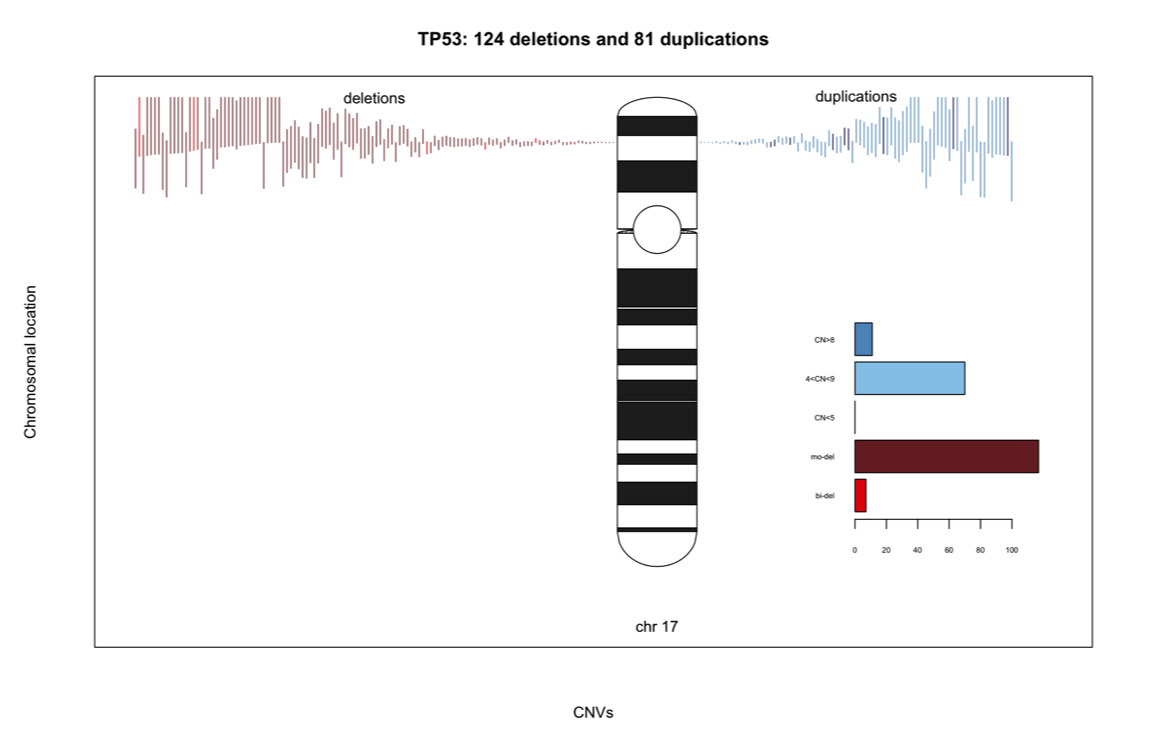 TP53: 124 deletions and 81 duplications
deletions
duplications
Chromosomal location
CN>8
4<CN<9
CN<5
mo-del
bi-del
0 20 40 60 80 100
chr 17
CNVs